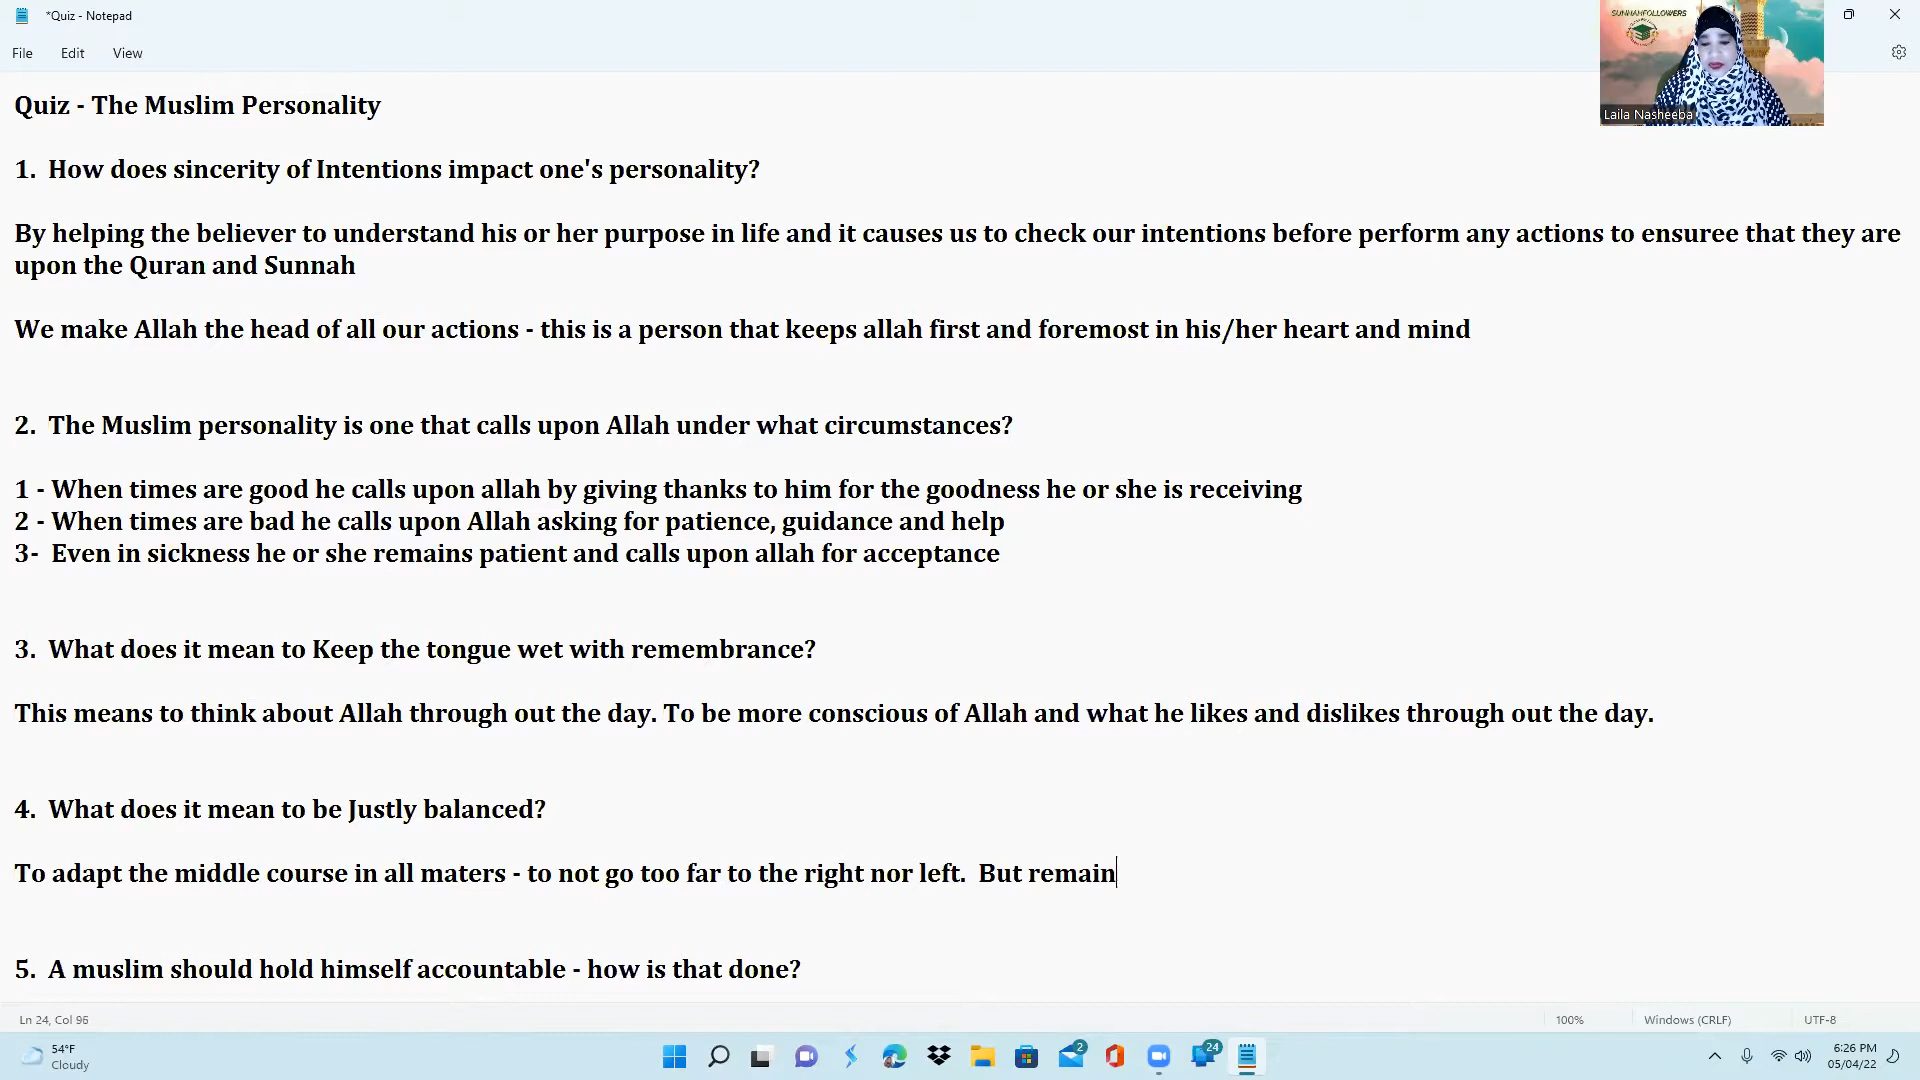 *Quiz - Notepad
SUNNAHFOLLOWERS
File Edit View
Laila Nasheeba
Quiz - The Muslim Personality
1.  How does sincerity of Intentions impact one's personality?
By helping the believer to understand his or her purpose in life and it causes us to check our intentions before perform any actions to ensuree that they are
upon the Quran and Sunnah
We make Allah the head of all our actions - this is a person that keeps allah first and foremost in his/her heart and mind
2.  The Muslim personality is one that calls upon Allah under what circumstances?
1 - When times are good he calls upon allah by giving thanks to him for the goodness he or she is receiving
2 - When times are bad he calls upon Allah asking for patience, guidance and help
3-  Even in sickness he or she remains patient and calls upon allah for acceptance
3.  What does it mean to Keep the tongue wet with remembrance?
This means to think about Allah through out the day. To be more conscious of Allah and what he likes and dislikes through out the day.
4.  What does it mean to be Justly balanced?
To adapt the middle course in all maters - to not go too far to the right nor left.  But remain
5.  A muslim should hold himself accountable - how is that done?
Ln 24, Col 96 100% Windows (CRLF) UTF-8
54°F
Cloudy
2
24
6:26 PM
05/04/22